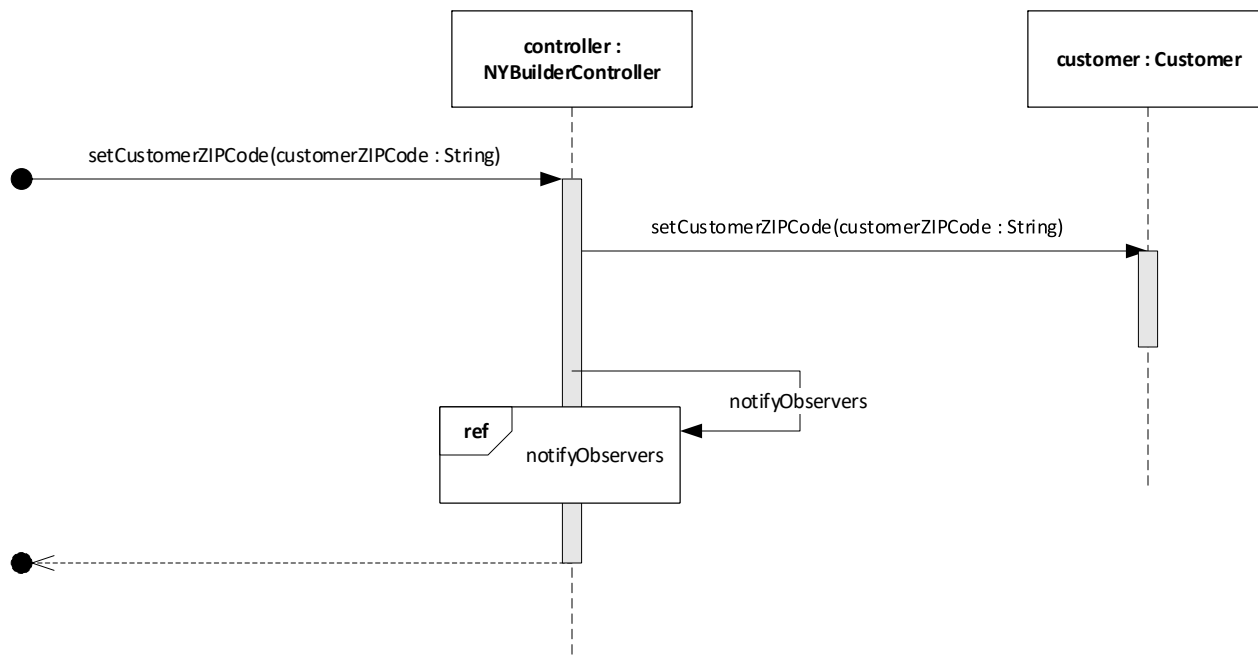 controller :
NYBuilderController
customer : Customer
setCustomerZIPCode(customerZIPCode : String)
setCustomerZIPCode(customerZIPCode : String)
notifyObservers
ref
notifyObservers